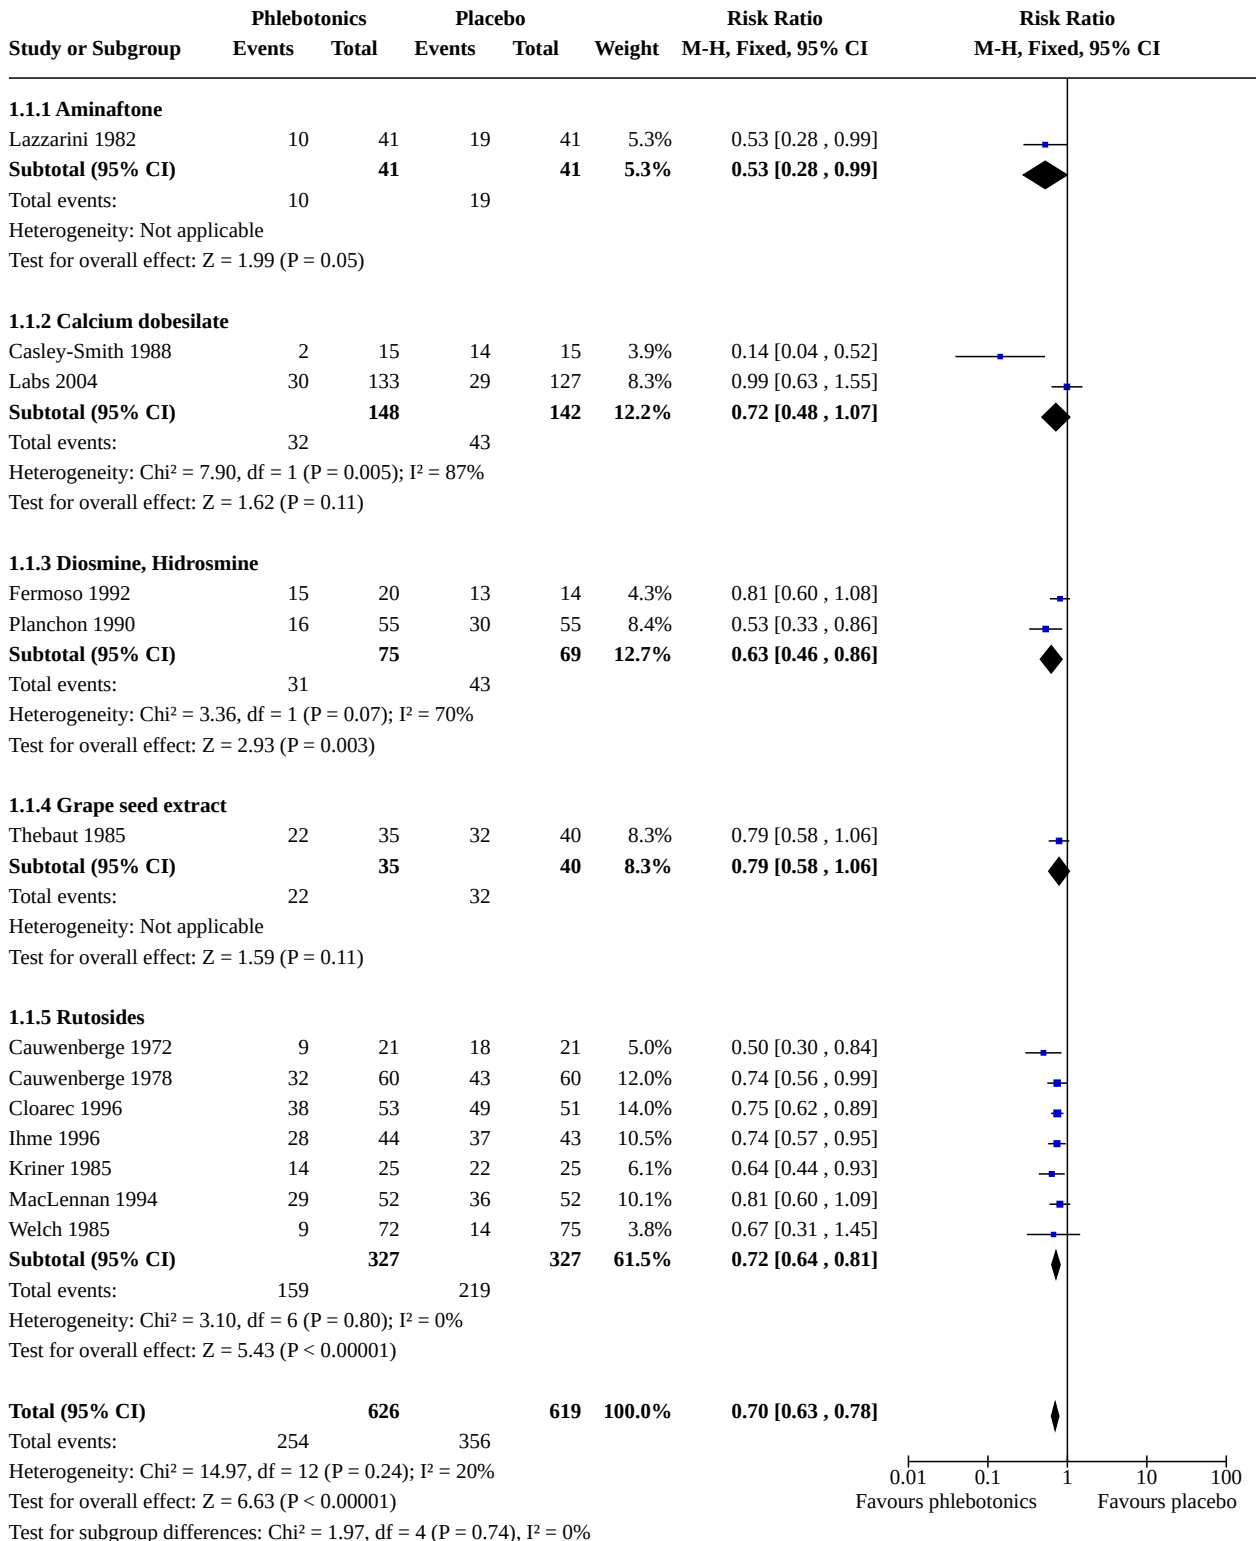 Phlebotonics Placebo Risk Ratio Risk Ratio
Study or Subgroup Events Total Events Total Weight M-H, Fixed, 95% CI M-H, Fixed, 95% CI
1.1.1 Aminaftone
Lazzarini 1982 10 41 19 41 5.3% 0.53 [0.28 , 0.99]
Subtotal (95% CI) 41 41 5.3% 0.53 [0.28 , 0.99]
Total events: 10 19
Heterogeneity: Not applicable
Test for overall effect: Z = 1.99 (P = 0.05)
1.1.2 Calcium dobesilate
Casley-Smith 1988 2 15 14 15 3.9% 0.14 [0.04 , 0.52]
Labs 2004 30 133 29 127 8.3% 0.99 [0.63 , 1.55]
Subtotal (95% CI) 148 142 12.2% 0.72 [0.48 , 1.07]
Total events: 32 43
Heterogeneity: Chi² = 7.90, df = 1 (P = 0.005); I² = 87%
Test for overall effect: Z = 1.62 (P = 0.11)
1.1.3 Diosmine, Hidrosmine
Fermoso 1992 15 20 13 14 4.3% 0.81 [0.60 , 1.08]
Planchon 1990 16 55 30 55 8.4% 0.53 [0.33 , 0.86]
Subtotal (95% CI) 75 69 12.7% 0.63 [0.46 , 0.86]
Total events: 31 43
Heterogeneity: Chi² = 3.36, df = 1 (P = 0.07); I² = 70%
Test for overall effect: Z = 2.93 (P = 0.003)
1.1.4 Grape seed extract
Thebaut 1985 22 35 32 40 8.3% 0.79 [0.58 , 1.06]
Subtotal (95% CI) 35 40 8.3% 0.79 [0.58 , 1.06]
Total events: 22 32
Heterogeneity: Not applicable
Test for overall effect: Z = 1.59 (P = 0.11)
1.1.5 Rutosides
Cauwenberge 1972 9 21 18 21 5.0% 0.50 [0.30 , 0.84]
Cauwenberge 1978 32 60 43 60 12.0% 0.74 [0.56 , 0.99]
Cloarec 1996 38 53 49 51 14.0% 0.75 [0.62 , 0.89]
Ihme 1996 28 44 37 43 10.5% 0.74 [0.57 , 0.95]
Kriner 1985 14 25 22 25 6.1% 0.64 [0.44 , 0.93]
MacLennan 1994 29 52 36 52 10.1% 0.81 [0.60 , 1.09]
Welch 1985 9 72 14 75 3.8% 0.67 [0.31 , 1.45]
Subtotal (95% CI) 327 327 61.5% 0.72 [0.64 , 0.81]
Total events: 159 219
Heterogeneity: Chi² = 3.10, df = 6 (P = 0.80); I² = 0%
Test for overall effect: Z = 5.43 (P < 0.00001)
Total (95% CI) 626 619 100.0% 0.70 [0.63 , 0.78]
Total events: 254 356
Heterogeneity: Chi² = 14.97, df = 12 (P = 0.24); I² = 20% 0.01 0.1 1 10 100
Test for overall effect: Z = 6.63 (P < 0.00001) Favours phlebotonics Favours placebo
Test for subgroup differences: Chi² = 1.97, df = 4 (P = 0.74), I² = 0%